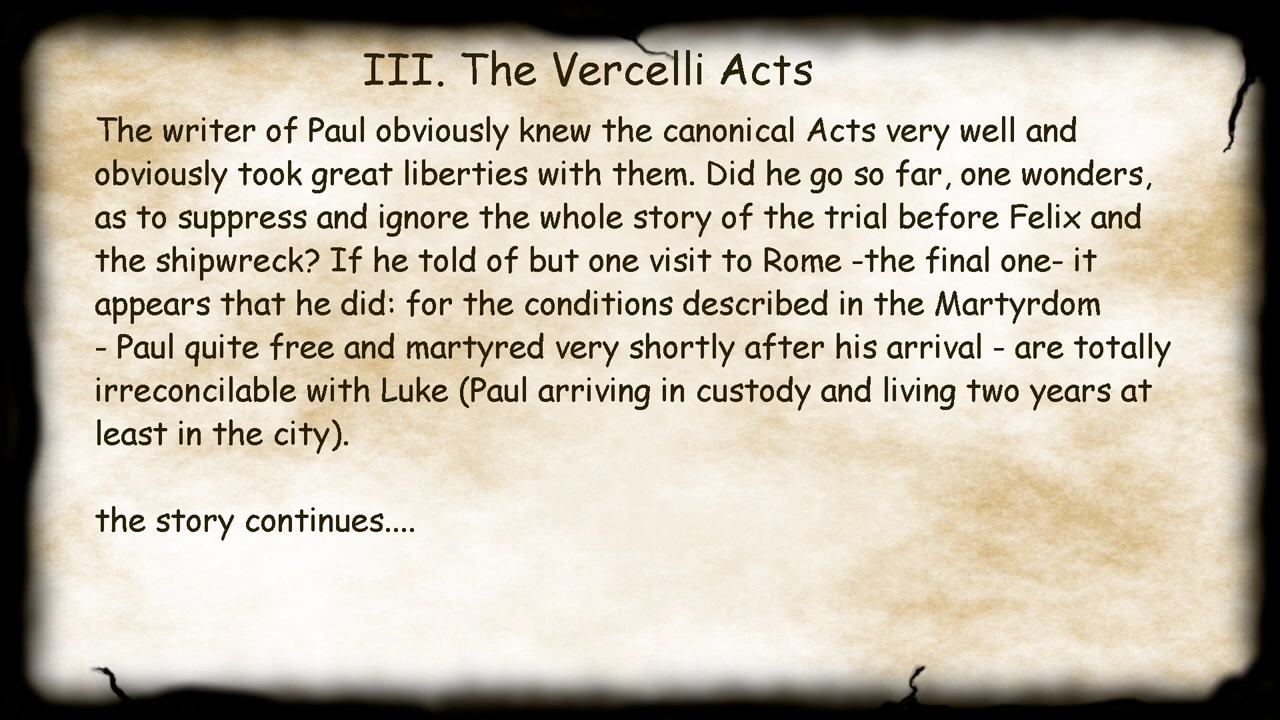 III. The Vercelli Acts
The writer of Paul obviously knew the canonical Acts very well and
obviously took great liberties with them. Did he go so far, one wonders,
as to suppress and ignore the whole story of the trial before Felix and
the shipwreck? If he told of but one visit to Rome -the final one- it
appears that he did: for the conditions described in the Martyrdom
- Paul quite free and martyred very shortly after his arrival - are totally
irreconcilable with Luke (Paul arriving in custody and living two years at
least in the city).
the story continues....